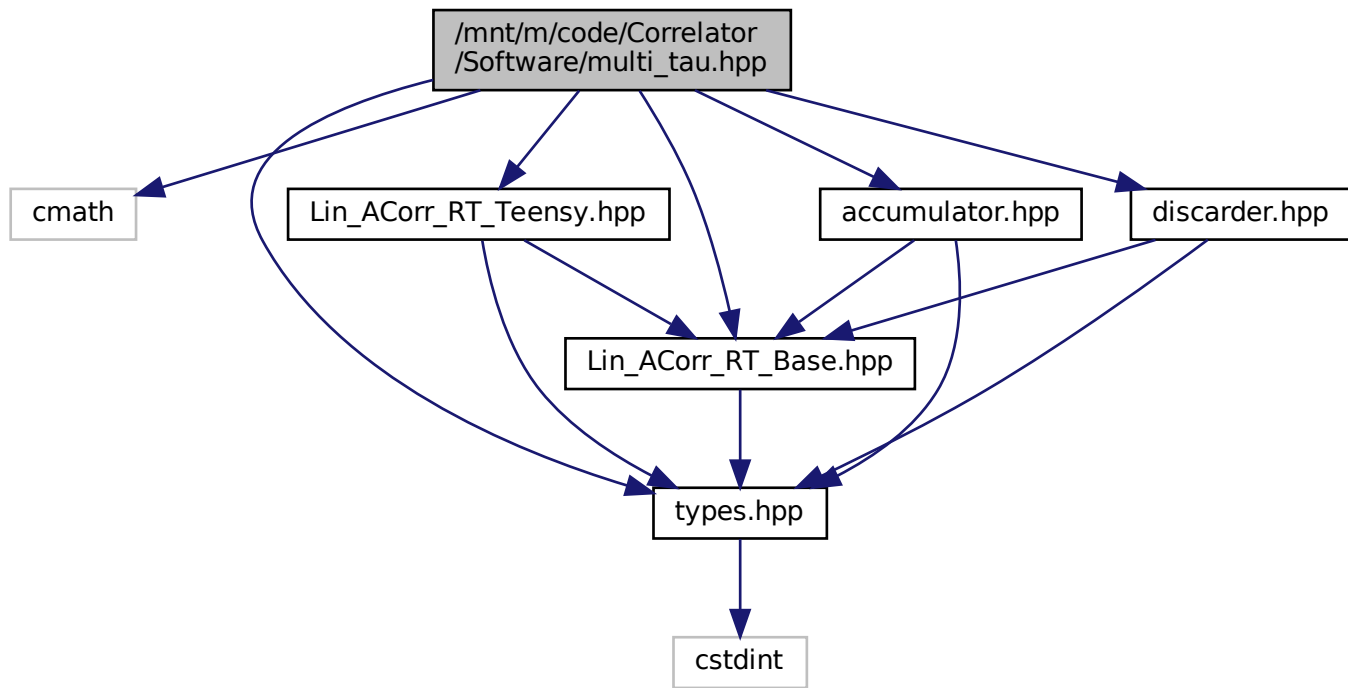 /mnt/m/code/Correlator
/Software/multi_tau.hpp
cmath
Lin_ACorr_RT_Teensy.hpp
accumulator.hpp
discarder.hpp
Lin_ACorr_RT_Base.hpp
types.hpp
cstdint